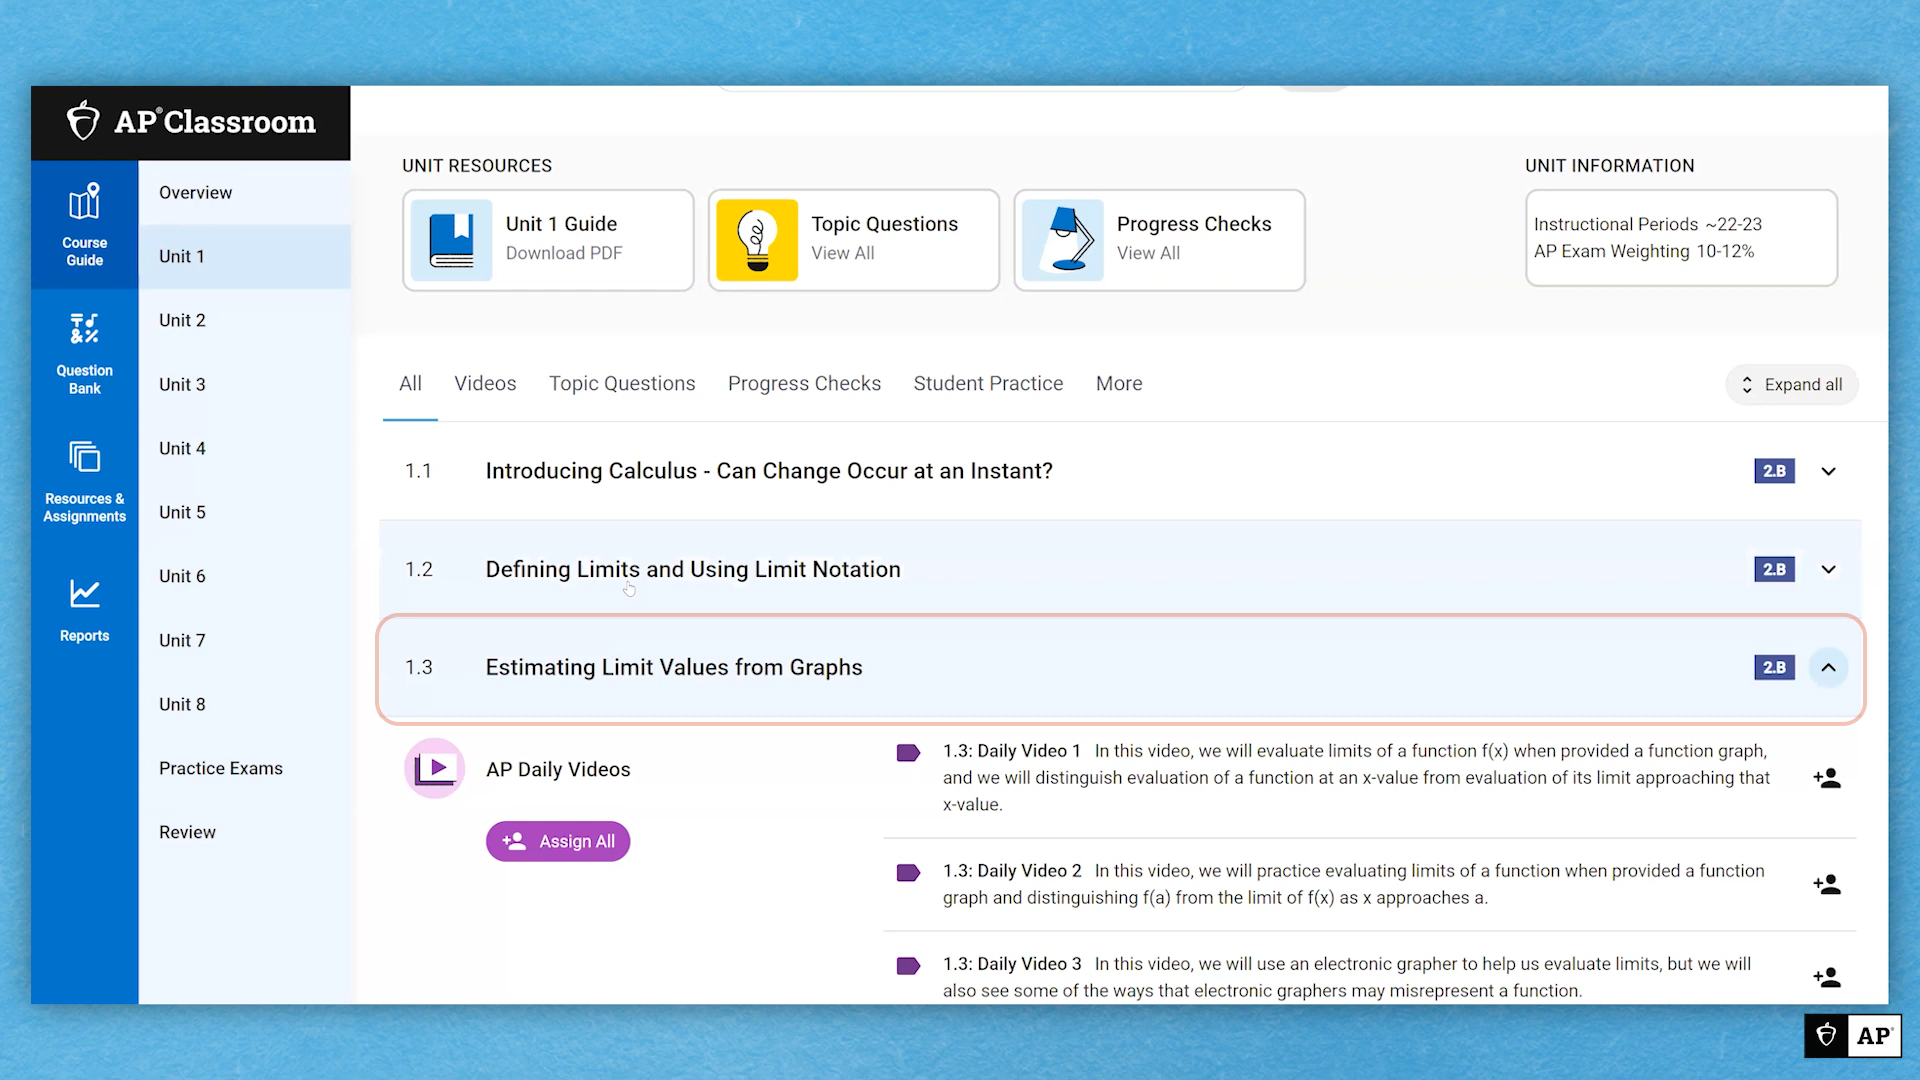 AP® Classroom
Course
Guide
Question
Bank
Resources &
Assignments
Reports
Overview
Unit 1
Unit 2
Unit 3
Unit 4
Unit 5
Unit 6
Unit 7
Unit 8
Practice Exams
Review
UNIT RESOURCES
Unit 1 Guide
Download PDF
Topic Questions
View All
Progress Checks
View All
UNIT INFORMATION
Instructional Periods ~22-23
AP Exam Weighting 10-12%
All Videos Topic Questions Progress Checks Student Practice More
Expand all
1.1 Introducing Calculus - Can Change Occur at an Instant? 2.B
1.2 Defining Limits and Using Limit Notation 2.B
1.3 Estimating Limit Values from Graphs 2.B
AP Daily Videos
Assign All
1.3: Daily Video 1 In this video, we will evaluate limits of a function f(x) when provided a function graph,
and we will distinguish evaluation of a function at an x-value from evaluation of its limit approaching that
x-value.
1.3: Daily Video 2 In this video, we will practice evaluating limits of a function when provided a function
graph and distinguishing f(a) from the limit of f(x) as x approaches a.
1.3: Daily Video 3 In this video, we will use an electronic grapher to help us evaluate limits, but we will
also see some of the ways that electronic graphers may misrepresent a function.
AP®